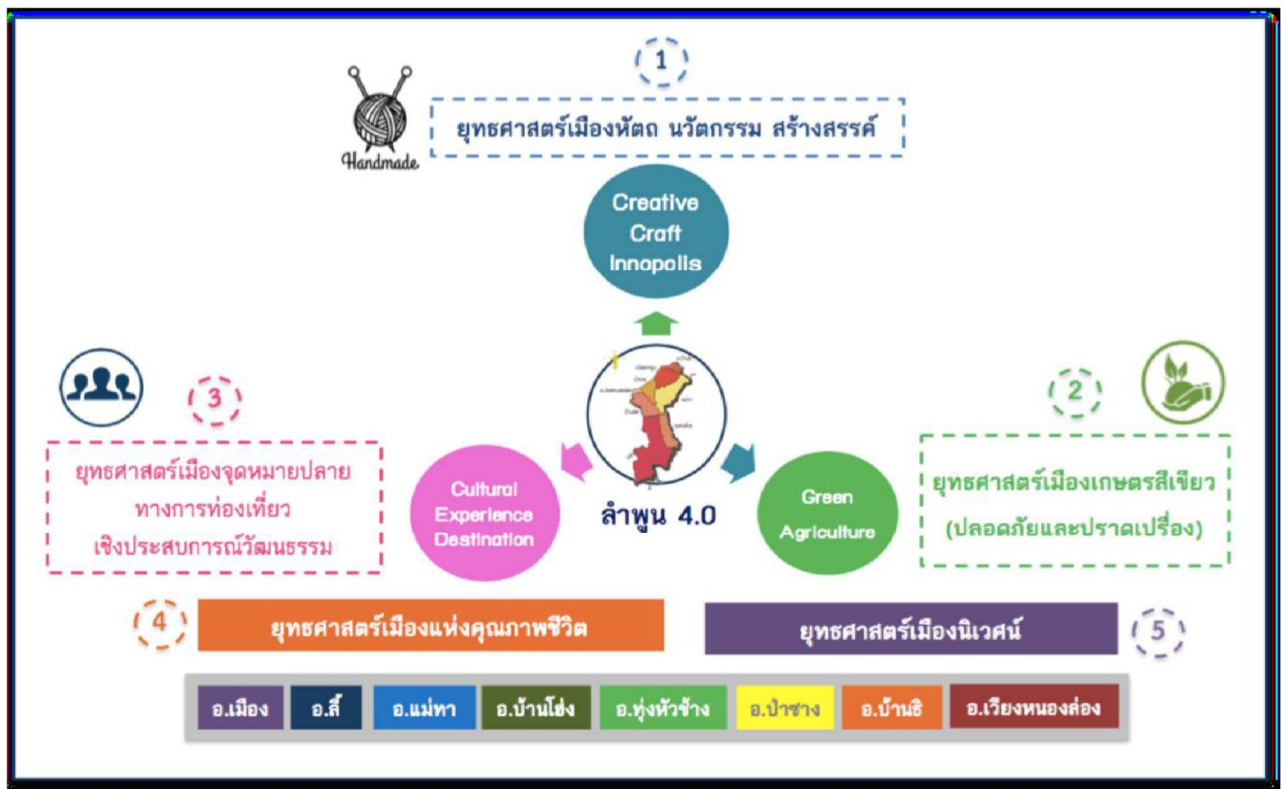 1
ยุทธศาสตร์เมืองหัตถ นวัตกรรม สร้างสรรค์
Handmade
Creative
Craft
Innopolis
3
ยุทธศาสตร์เมืองจุดหมายปลาย
ทางการท่องเที่ยว
เชิงประสบการณ์วัฒนธรรม
Cultural
Experience
Destination
ลำพูน 4.0
2
ยุทธศาสตร์เมืองเกษตรสีเขียว
(ปลอดภัยและปราดเปรื่อง)
Green
Agriculture
4
ยุทธศาสตร์เมืองแห่งคุณภาพชีวิต
ยุทธศาสตร์เมืองนิเวศน์
5
อ.เมือง อ.ลี้ อ.แม่ทา อ.บ้านโฮ่ง อ.ทุ่งหัวช้าง อ.ป่าซาง อ.บ้านธิ อ.เวียงหนองล่อง